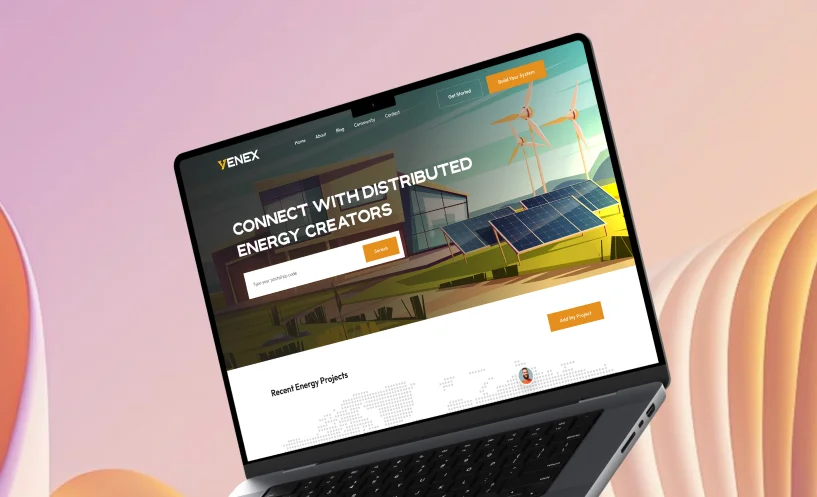 YENEX
Home About Blog Community Contact
Get Started
Build Your System
CONNECT WITH DISTRIBUTED
ENERGY CREATORS
Type your postal/zip code
Search
Add My Project
Recent Energy Projects